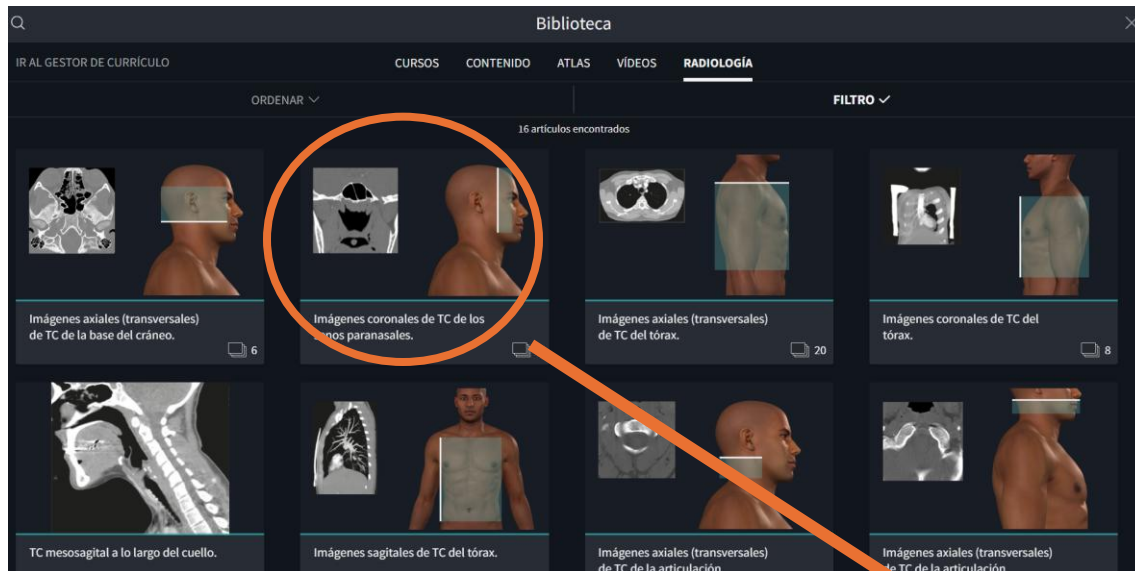 Biblioteca
IR AL GESTOR DE CURRÍCULO
CURSOS CONTENIDO ATLAS VÍDEOS RADIOLOGÍA
ORDENAR
FILTRO
16 artículos encontrados
Imágenes axiales (transversales)
de TC de la base del cráneo.
6
Imágenes coronales de TC de los
paranasales.
Imágenes axiales (transversales)
de TC del tórax.
20
Imágenes coronales de TC del
tórax.
8
TC mesosagital a lo largo del cuello.
Imágenes sagitales de TC del tórax.
Imágenes axiales (transversales)
de TC de la articulación
Imágenes axiales (transversales)
de TC de la articulación